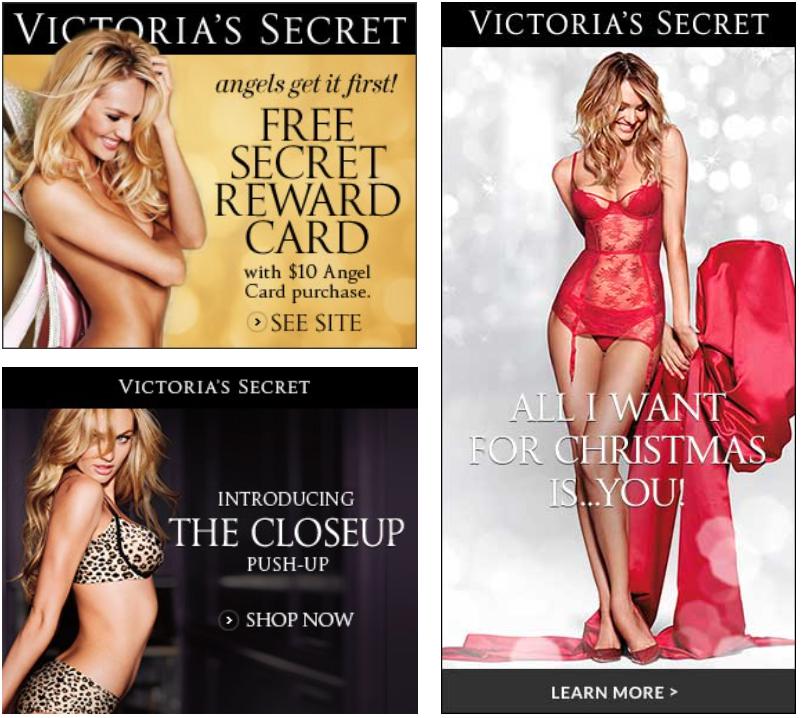 VICTORIA'S SECRET
angels get it first!
FREE
SECRET
REWARD
CARD
with $10 Angel
Card purchase.
SEE SITE
VICTORIA'S SECRET
INTRODUCING
THE CLOSEUP
PUSH-UP
SHOP NOW
VICTORIA'S SECRET
ALL I WANT
FOR CHRISTMAS
IS...YOU!
LEARN MORE >